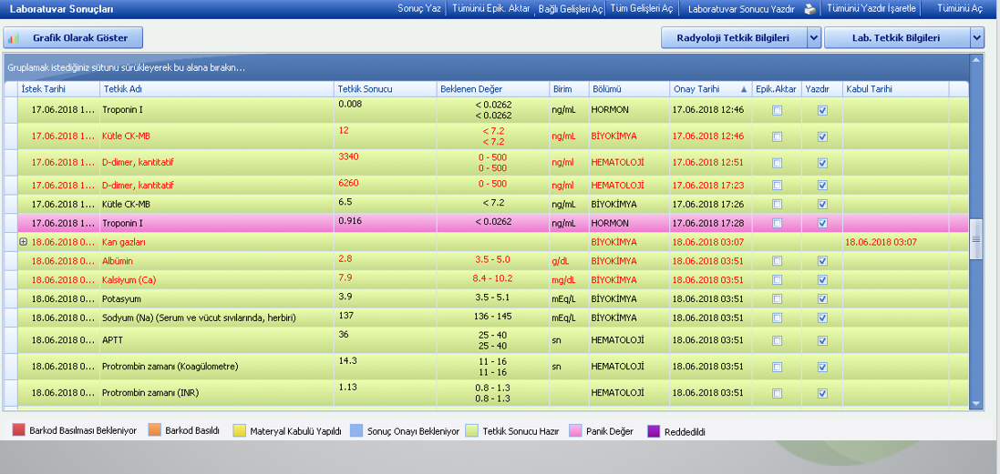 Laboratuvar Sonuçları Sonuç Yaz Tümünü Epik. Aktar Bağlı Gelişleri Aç Tüm Gelişleri Aç Laboratuvar Sonucu Yazdır Tümünü Yazdır İşaretle Tümünü Aç
Grafik Olarak Göster Radyoloji Tetkik Bilgileri Lab. Tetkik Bilgileri
Gruplamak istediğiniz sütunu sürükleyerek bu alana bırakın...
İstek Tarihi Tetkik Adı Tetkik Sonucu Beklenen Değer Birim Bölümü Onay Tarihi Epik.Aktar Yazdır Kabul Tarihi
17.06.2018 1... Troponin I 0.008 < 0.0262 ng/mL HORMON 17.06.2018 12:46
< 0.0262
17.06.2018 1... Kütle CK-MB 12 < 7.2 ng/mL BİYOKİMYA 17.06.2018 12:46
< 7.2
17.06.2018 1... D-dimer, kantitatif 3340 0 - 500 ng/ml HEMATOLOJİ 17.06.2018 12:51
0 - 500
17.06.2018 1... D-dimer, kantitatif 6260 0 - 500 ng/ml HEMATOLOJİ 17.06.2018 17:23
17.06.2018 1... Kütle CK-MB 6.5 < 7.2 ng/mL BİYOKİMYA 17.06.2018 17:26
17.06.2018 1... Troponin I 0.916 < 0.0262 ng/mL HORMON 17.06.2018 17:28
18.06.2018 0... Kan gazları BİYOKİMYA 18.06.2018 03:07 18.06.2018 03:07
18.06.2018 0... Albümin 2.8 3.5 - 5.0 g/dL BİYOKİMYA 18.06.2018 03:51
18.06.2018 0... Kalsiyum (Ca) 7.9 8.4 - 10.2 mg/dL BİYOKİMYA 18.06.2018 03:51
18.06.2018 0... Potasyum 3.9 3.5 - 5.1 mEq/L BİYOKİMYA 18.06.2018 03:51
18.06.2018 0... Sodyum (Na) (Serum ve vücut sıvılarında, herbiri) 137 136 - 145 mEq/L BİYOKİMYA 18.06.2018 03:51
18.06.2018 0... APTT 36 25 - 40 sn HEMATOLOJİ 18.06.2018 03:51
25 - 40
18.06.2018 0... Protrombin zamanı (Koagülometre) 14.3 11 - 16 sn HEMATOLOJİ 18.06.2018 03:51
11 - 16
18.06.2018 0... Protrombin zamanı (INR) 1.13 0.8 - 1.3 HEMATOLOJİ 18.06.2018 03:51
0.8 - 1.3
Barkod Basılması Bekleniyor Barkod Basıldı Materyal Kabulü Yapıldı Sonuç Onayı Bekleniyor Tetkik Sonucu Hazır Panik Değer Reddedildi